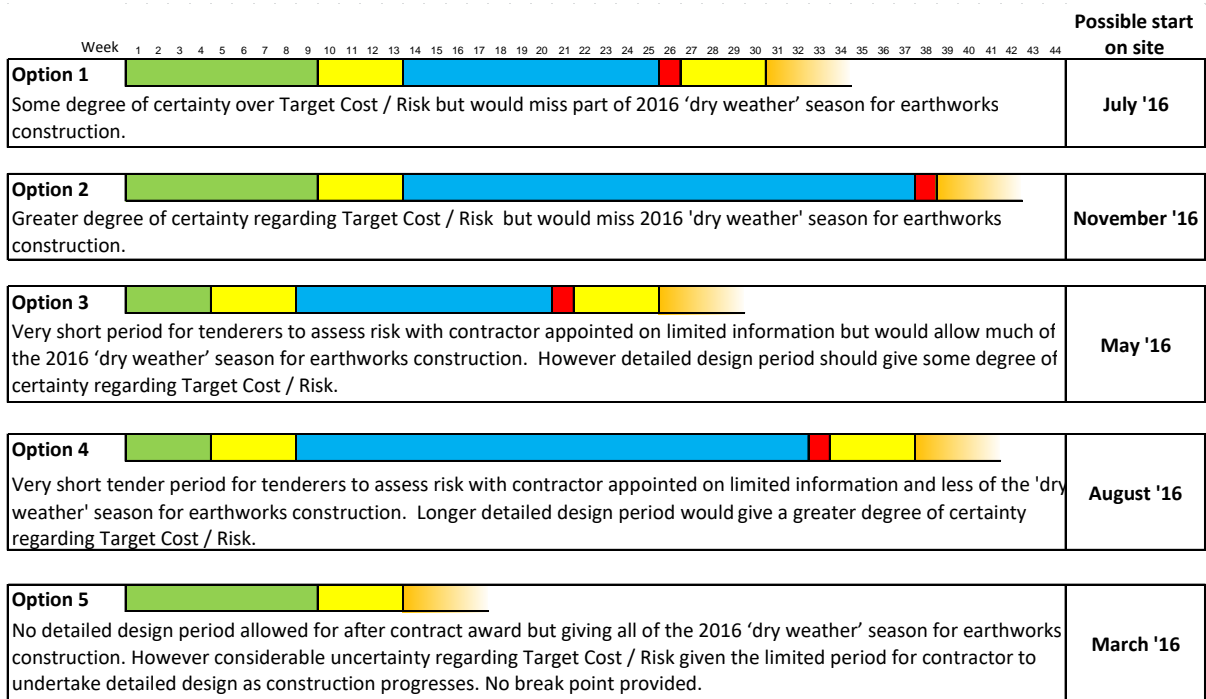 Possible start
on site
Week 1 2 3 4 5 6 7 8 9 10 11 12 13 14 15 16 17 18 19 20 21 22 23 24 25 26 27 28 29 30 31 32 33 34 35 36 37 38 39 40 41 42 43 44
Option 1
Some degree of certainty over Target Cost / Risk but would miss part of 2016 ‘dry weather’ season for earthworks
construction.
July '16
Option 2
Greater degree of certainty regarding Target Cost / Risk but would miss 2016 'dry weather' season for earthworks
construction.
November '16
Option 3
Very short period for tenderers to assess risk with contractor appointed on limited information but would allow much of
the 2016 ‘dry weather’ season for earthworks construction. However detailed design period should give some degree of
certainty regarding Target Cost / Risk.
May '16
Option 4
Very short tender period for tenderers to assess risk with contractor appointed on limited information and less of the 'dry
weather' season for earthworks construction. Longer detailed design period would give a greater degree of certainty
regarding Target Cost / Risk.
August '16
Option 5
No detailed design period allowed for after contract award but giving all of the 2016 ‘dry weather’ season for earthworks
construction. However considerable uncertainty regarding Target Cost / Risk given the limited period for contractor to
undertake detailed design as construction progresses. No break point provided.
March '16